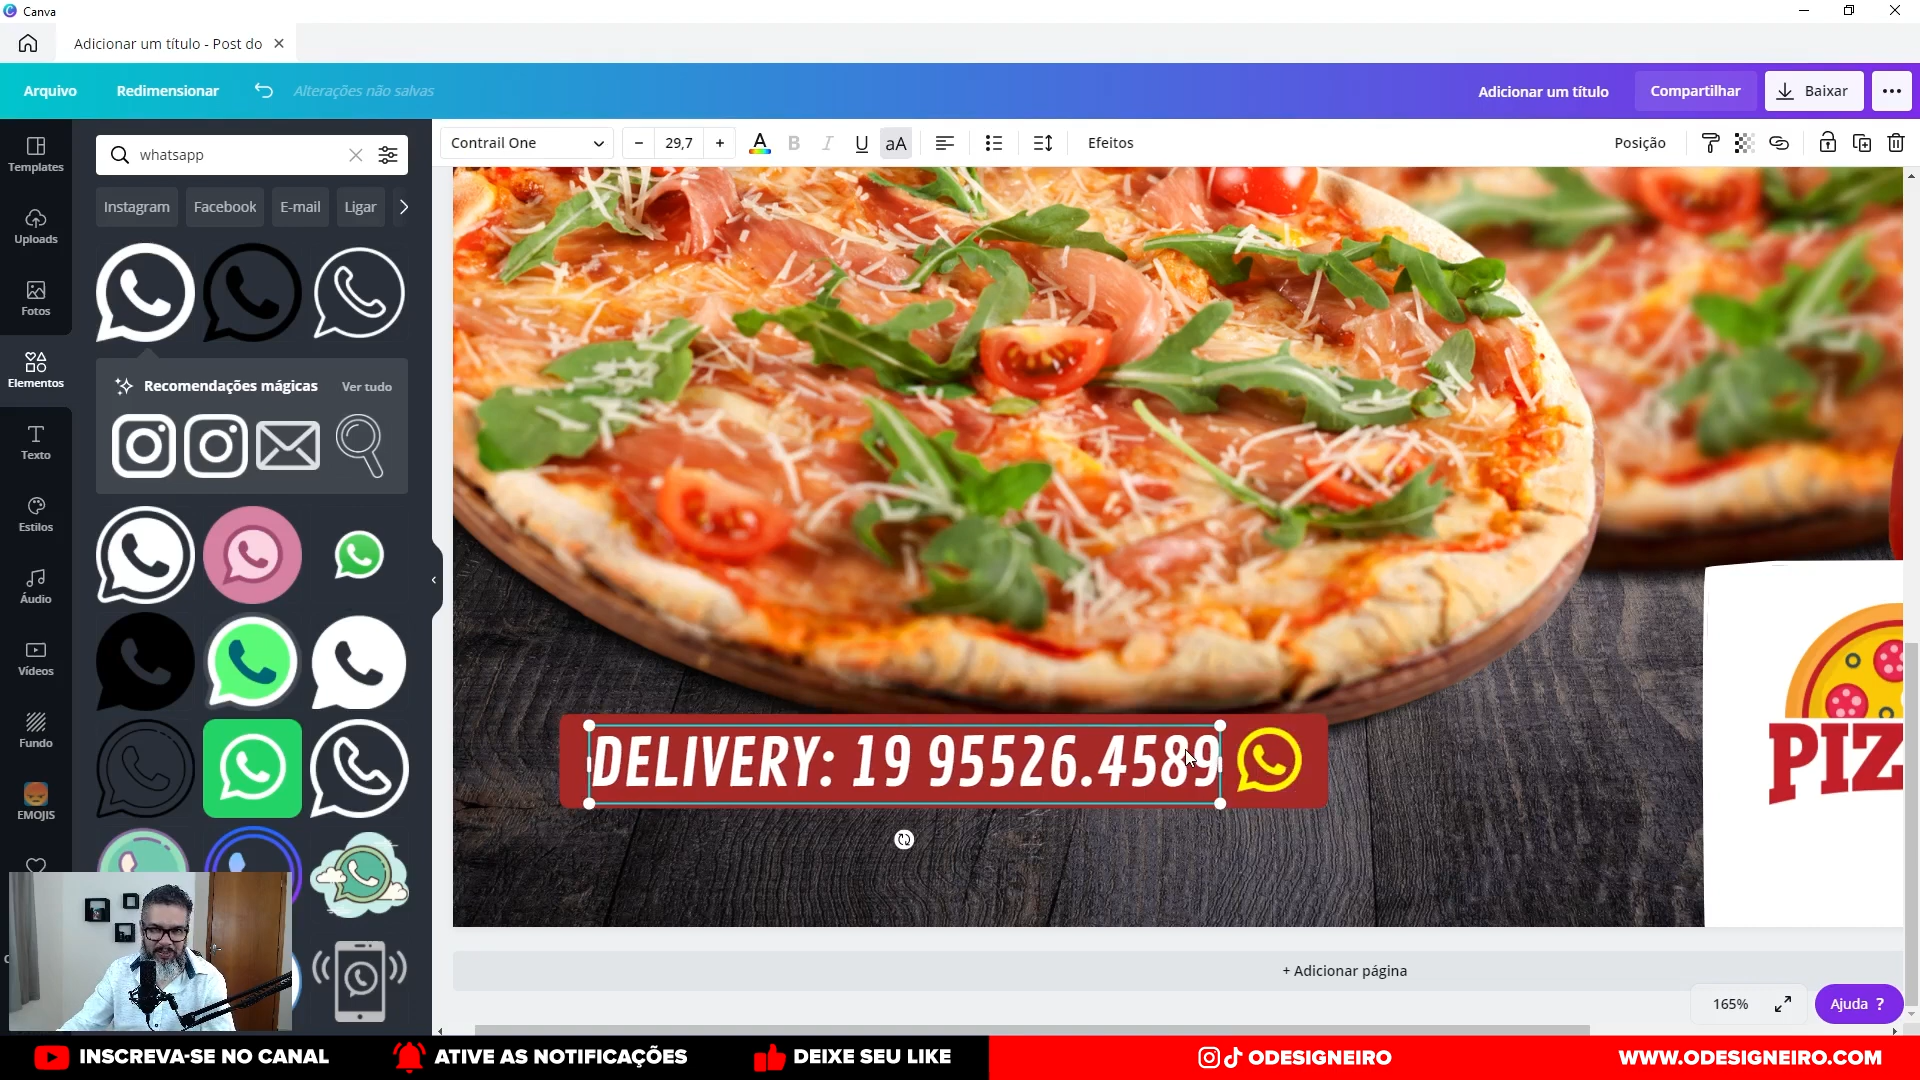 Canva
Adicionar um título - Post do
Arquivo
Redimensionar
Alterações não salvas
Adicionar um título
Compartilhar
Baixar
whatsapp
Contrail One
29,7
aA
Efeitos
Posição
Templates
Uploads
Fotos
Elementos
Texto
Estilos
Áudio
Vídeos
Fundo
EMOJIS
Instagram
Facebook
E-mail
Ligar
Recomendações mágicas
Ver tudo
DELIVERY: 19 95526.4589
PIZ
+ Adicionar página
165%
Ajuda ?
INSCREVA-SE NO CANAL
ATIVE AS NOTIFICAÇÕES
DEIXE SEU LIKE
ODESIGNEIRO
WWW.ODESIGNEIRO.COM